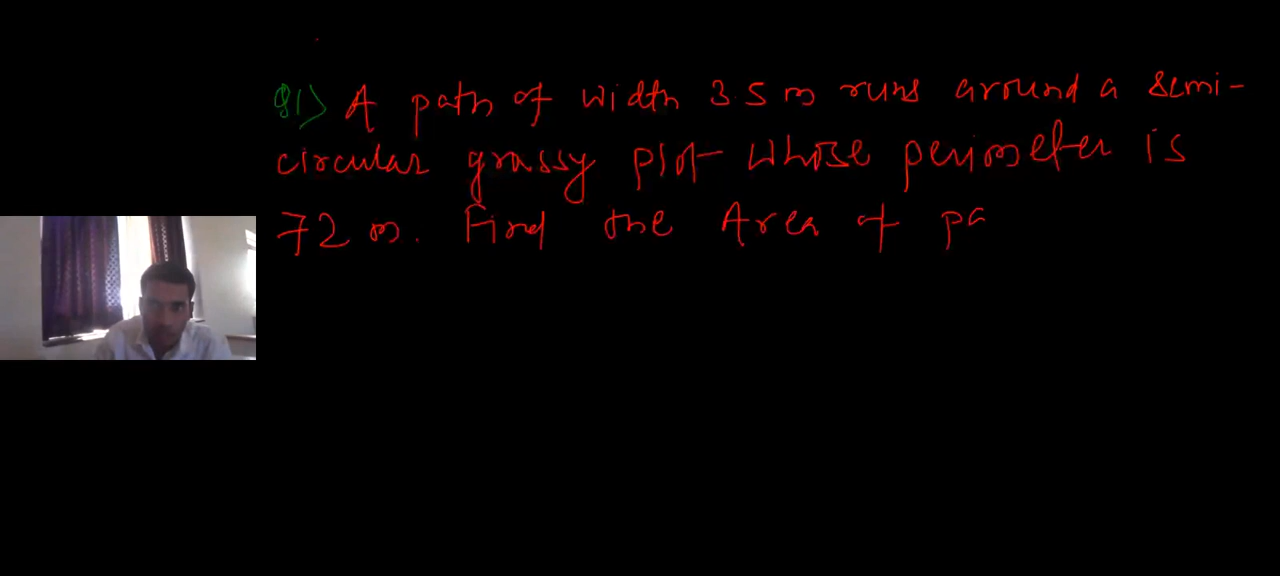 Q1) A path of width 3.5 m runs around a semi-
circular grassy plot whose perimeter is
72 m. Find the Area of pa